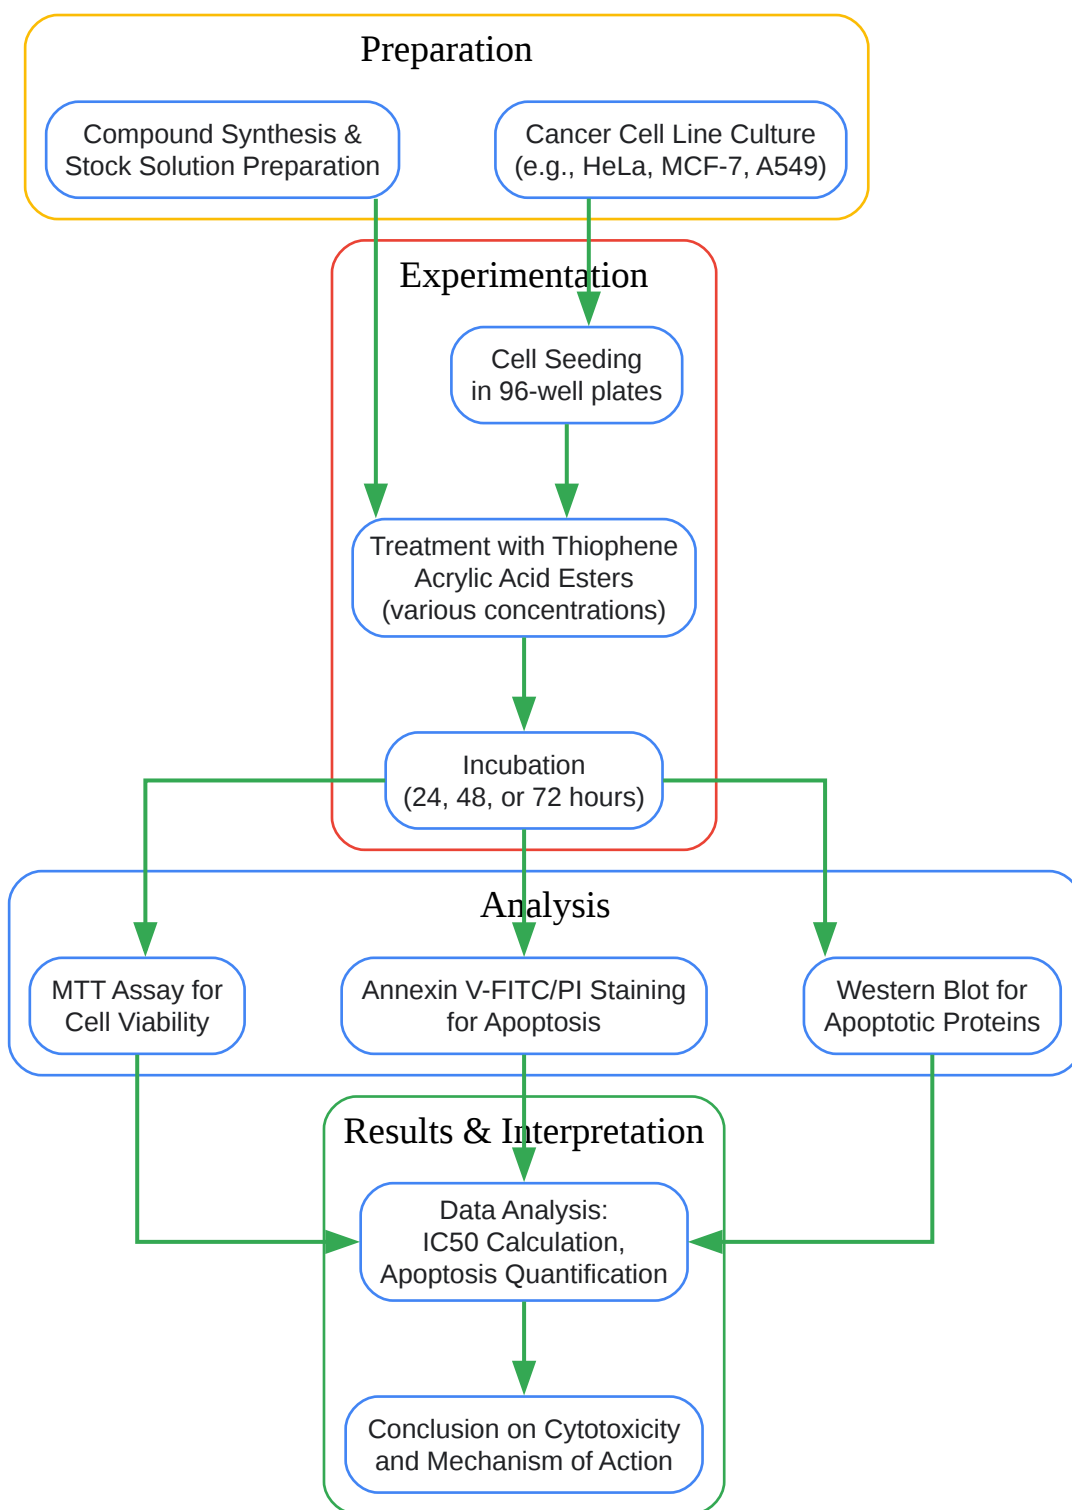 Preparation
Compound Synthesis &
Stock Solution Preparation
Cancer Cell Line Culture
(e.g., HeLa, MCF-7, A549)
Experimentation
Cell Seeding
in 96-well plates
Treatment with Thiophene
Acrylic Acid Esters
(various concentrations)
Incubation
(24, 48, or 72 hours)
Analysis
MTT Assay for
Cell Viability
Annexin V-FITC/PI Staining
for Apoptosis
Western Blot for
Apoptotic Proteins
Results & Interpretation
Data Analysis:
IC50 Calculation,
Apoptosis Quantification
Conclusion on Cytotoxicity
and Mechanism of Action